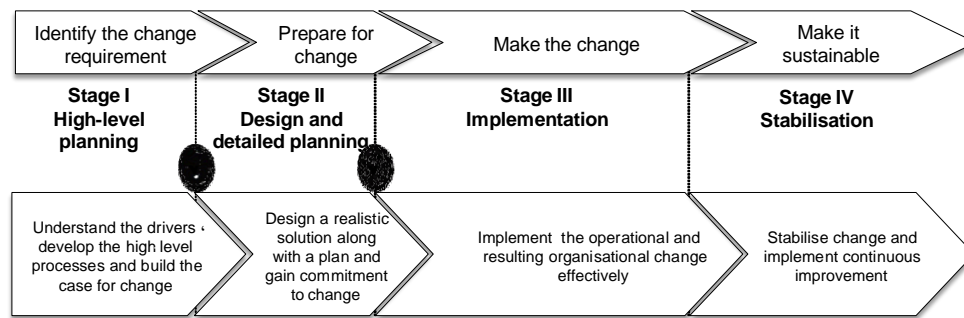 Identify the change
requirement
Prepare for
change
Make the change
Make it
sustainable
Stage I
High-level
planning
Stage II
Design and
detailed planning
Stage III
Implementation
Stage IV
Stabilisation
Understand the drivers
develop the high level
processes and build the
case for change
Design a realistic
solution along
with a plan and
gain commitment
to change
Implement the operational and
resulting organisational change
effectively
Stabilise change and
implement continuous
improvement